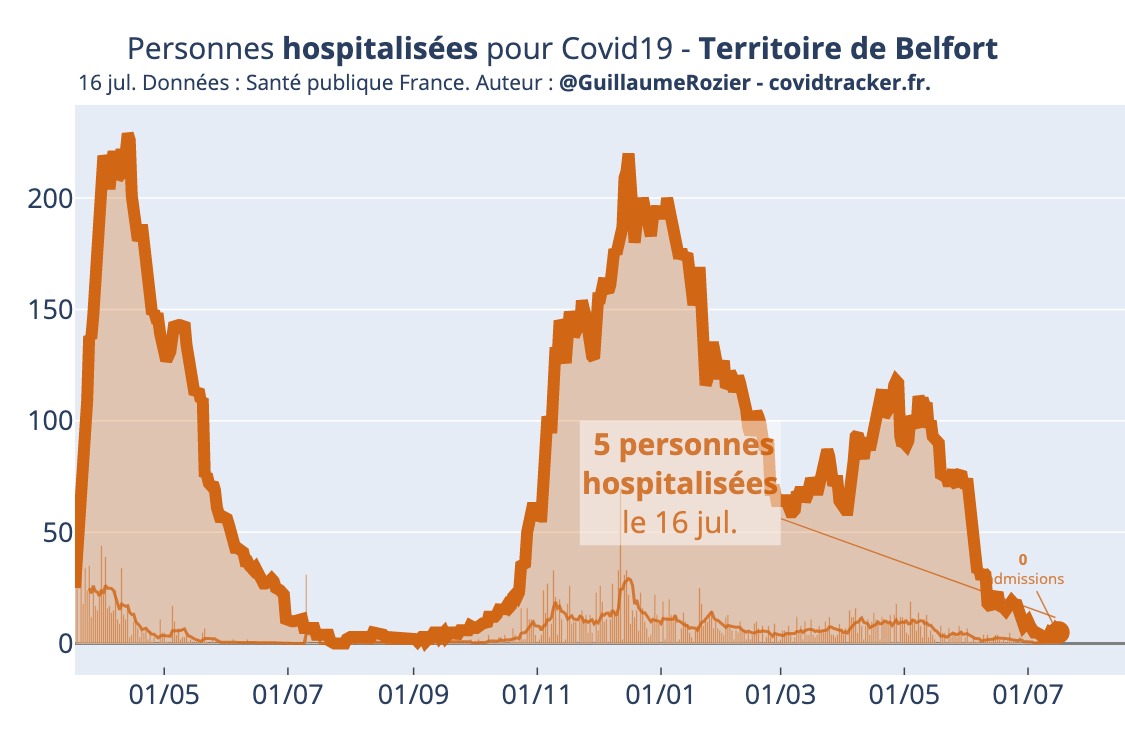 Personnes hospitalisées pour Covid19 - Territoire de Belfort
16 jul. Données : Santé publique France. Auteur : @GuillaumeRozier - covidtracker.fr.
200
150
100
50
0
5 personnes
hospitalisées
le 16 jul.
0
admissions
01/05 01/07 01/09 01/11 01/01 01/03 01/05 01/07